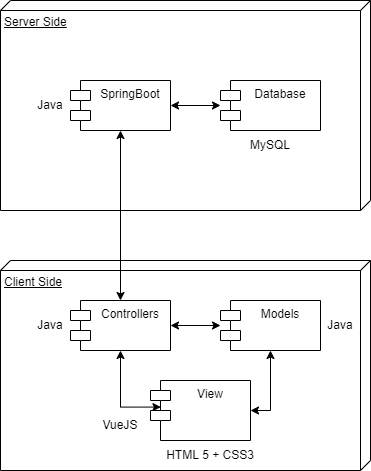 Server Side
SpringBoot
Database
Java
MySQL
Client Side
Controllers
Models
Java
Java
View
VueJS
HTML 5 + CSS3